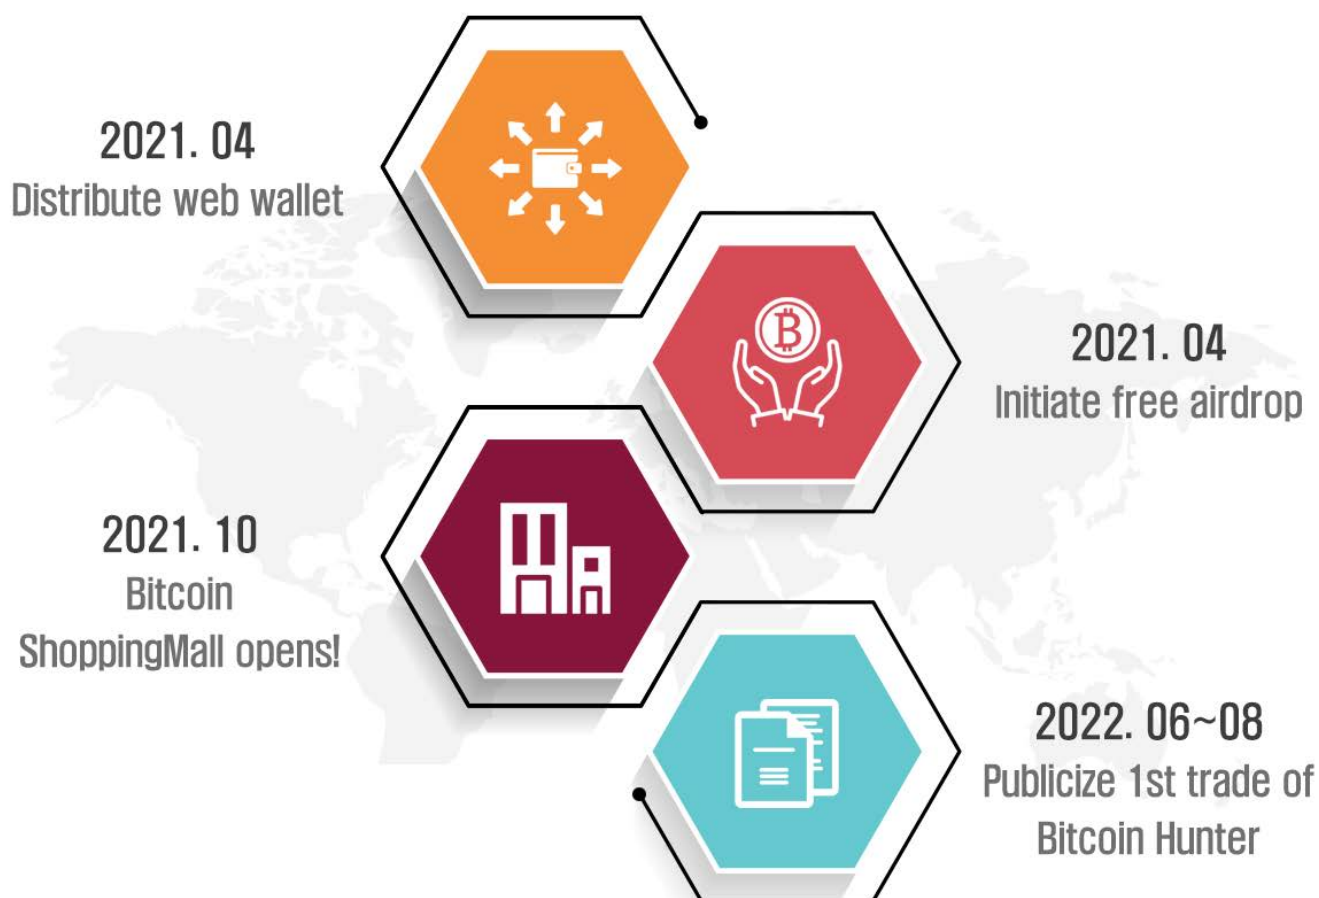 2021. 04
Distribute web wallet
2021. 04
Initiate free airdrop
2021. 10
Bitcoin
ShoppingMall opens!
2022. 06~08
Publicize 1st trade of
Bitcoin Hunter